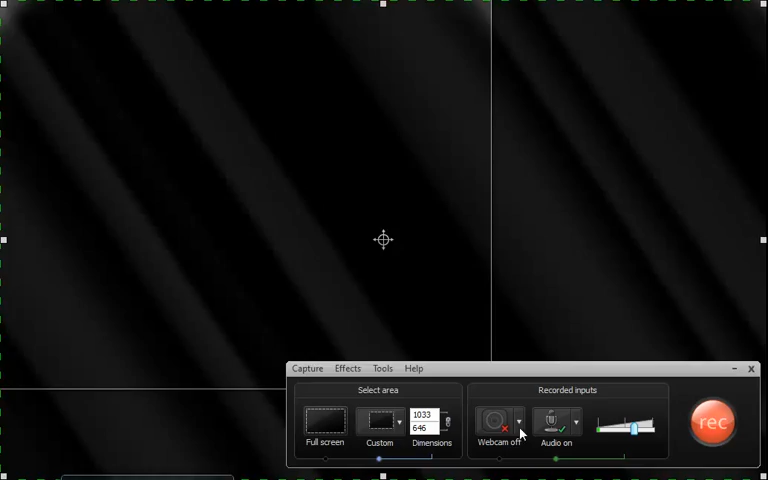 Capture Effects Tools Help
Select area
Recorded inputs
1033
646
rec
Full screen Custom Dimensions Webcam off Audio on